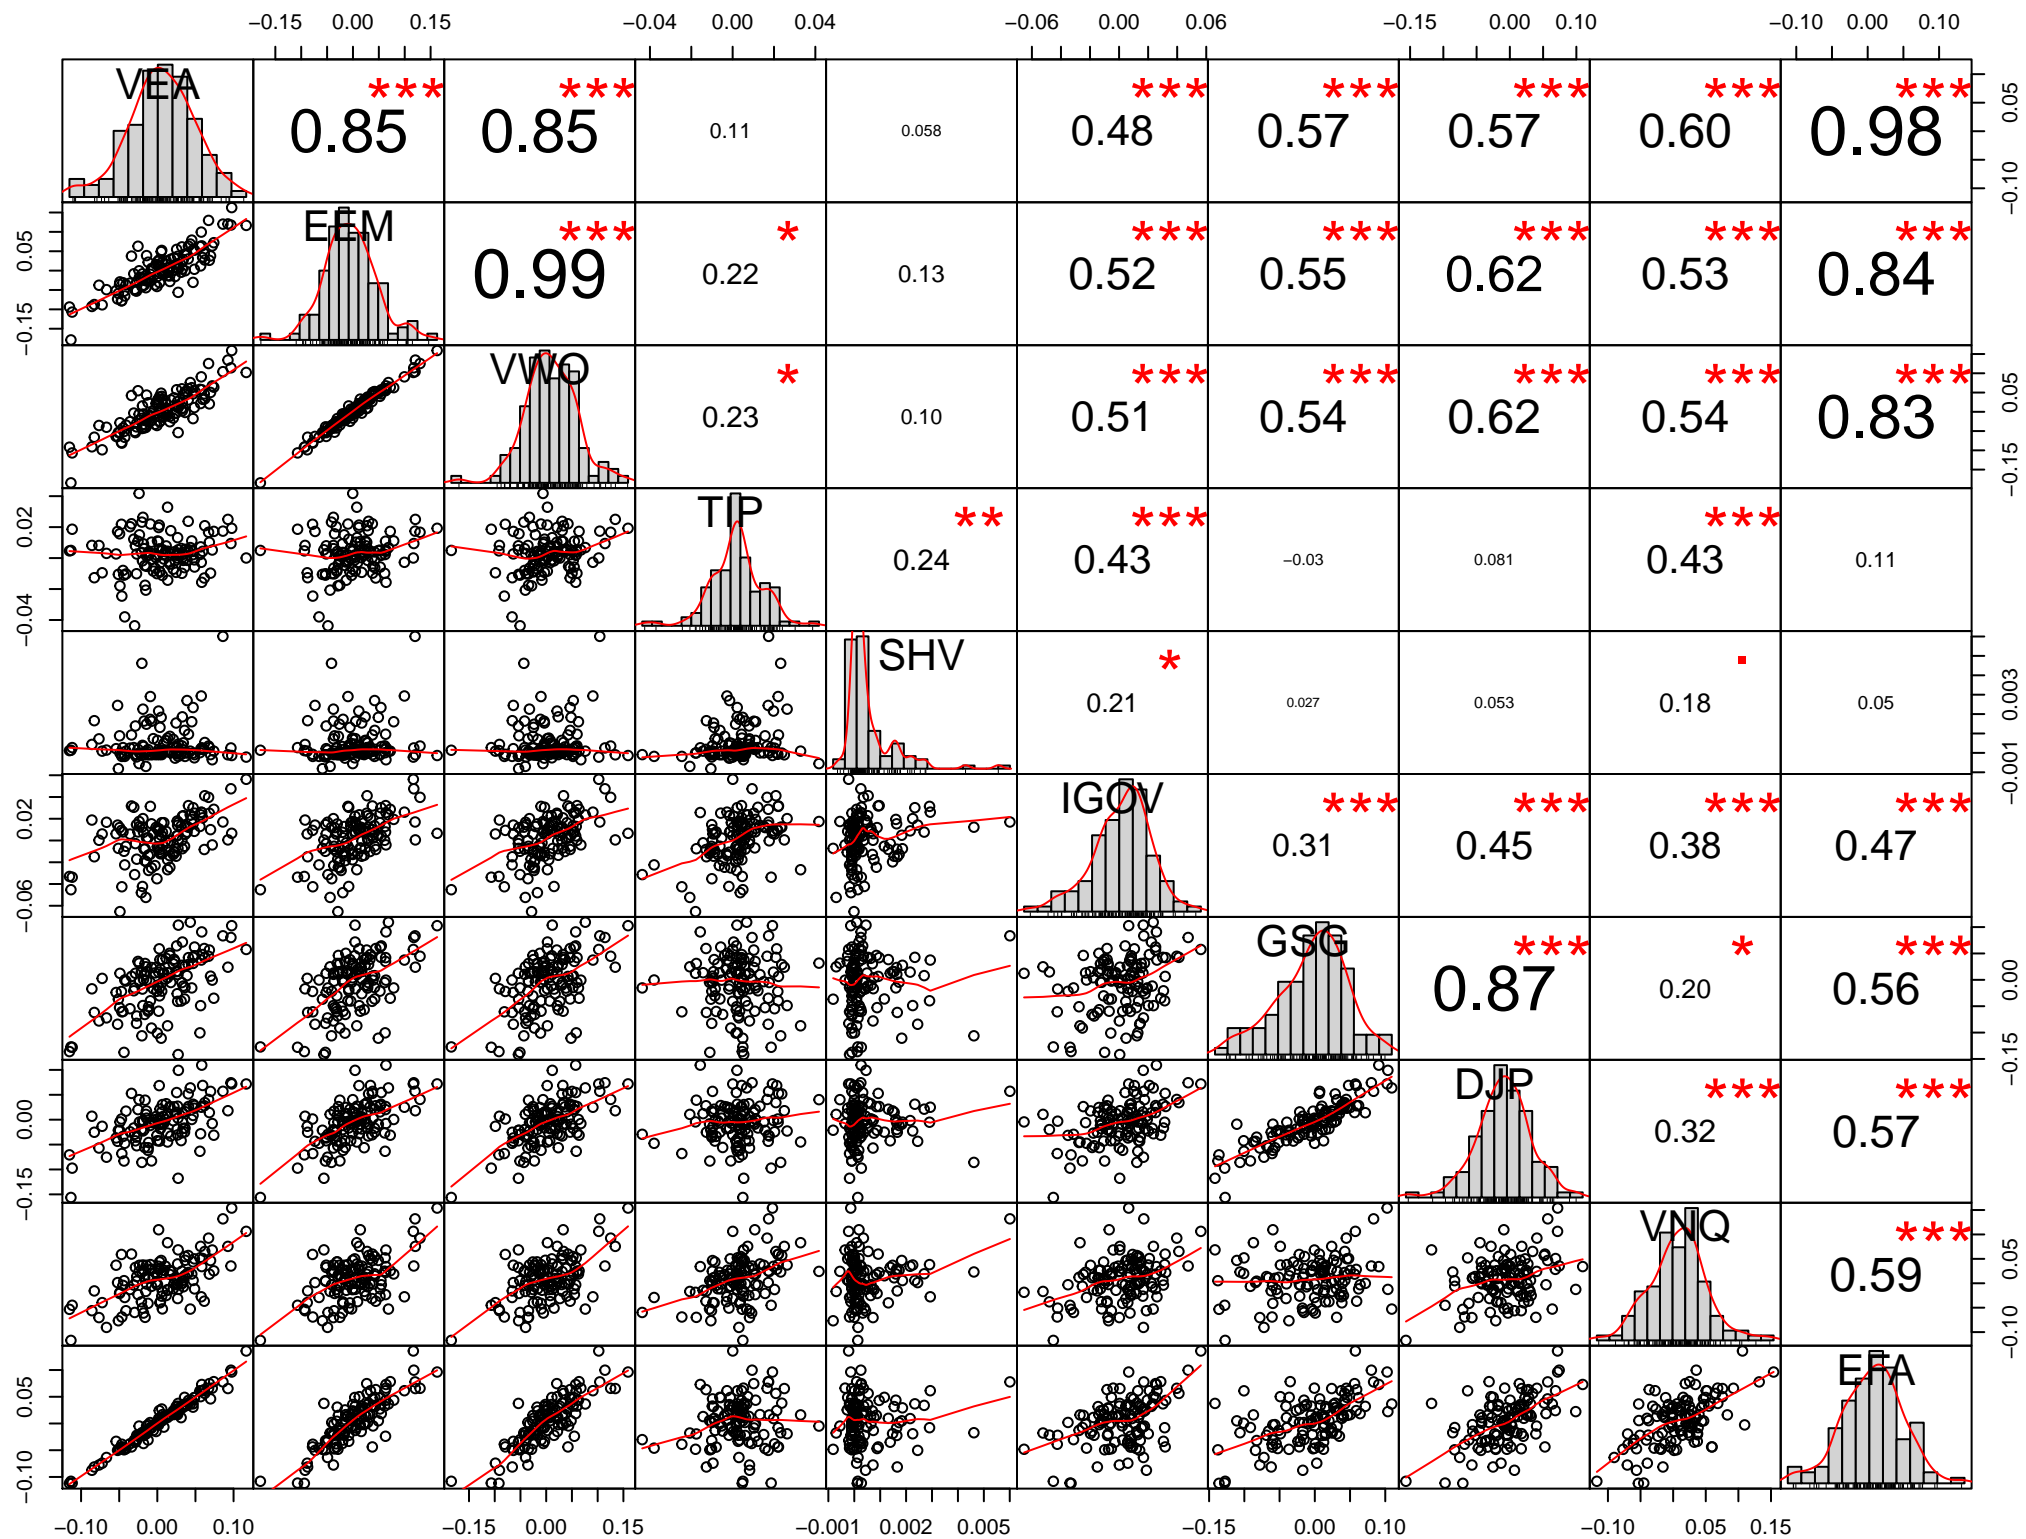 −0.15 0.00 0.15 −0.04 0.00 0.04 −0.06 0.00 0.06 −0.15 0.00 0.10 −0.10 0.00 0.10
VEA *** 0.85 *** 0.85 0.11 0.058 *** 0.48 *** 0.57 *** 0.57 *** 0.60 *** 0.98 0.05 −0.10
0.05 −0.15 EEM *** 0.99 * 0.22 0.13 *** 0.52 *** 0.55 *** 0.62 *** 0.53 *** 0.84
VWO * 0.23 0.10 *** 0.51 *** 0.54 *** 0.62 *** 0.54 *** 0.83 0.05 −0.15
0.02 −0.04 TIP ** 0.24 *** 0.43 −0.03 0.081 *** 0.43 0.11
SHV * 0.21 0.027 0.053 0.18 0.05 0.003 −0.001
0.02 −0.06 IGOV *** 0.31 *** 0.45 *** 0.38 *** 0.47
GSG *** 0.87 * 0.20 *** 0.56 0.00 −0.15
0.00 −0.15 DJP *** 0.32 *** 0.57
VNQ *** 0.59 0.05 −0.10
0.05 −0.10 EFA
−0.10 0.00 0.10 −0.15 0.00 0.15 −0.001 0.002 0.005 −0.15 0.00 0.10 −0.10 0.05 0.15